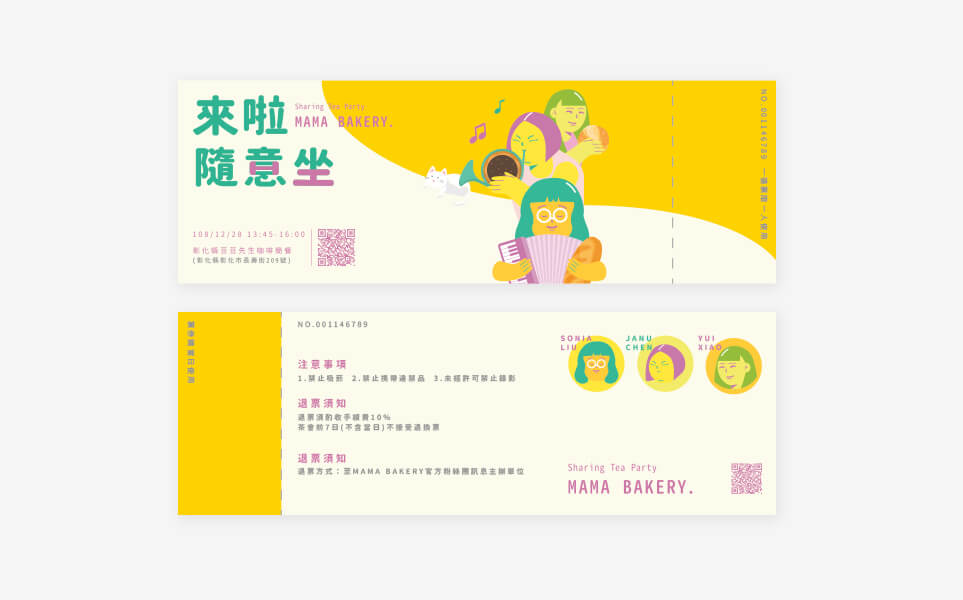 來啦
隨意坐
Sharing Tea Party
MAMA BAKERY.
108/12/28 13:45-16:00
彰化縣豆豆先生咖啡簡餐
(彰化縣彰化市長壽街209號)
NO.001146789 一張票限一人使用
NO.001146789
注意事項
1.禁止吸菸 2.禁止携帶違禁品 3.未經許可禁止錄影
退票須知
退票須酌收手續費10%
茶會前7日(不含當日)不接受退換票
退票須知
退票方式：至MAMA BAKERY官方粉絲團訊息主辦單位
SONIA
LIU
JANU
CHEN
YUI
XIAO
Sharing Tea Party
MAMA BAKERY.